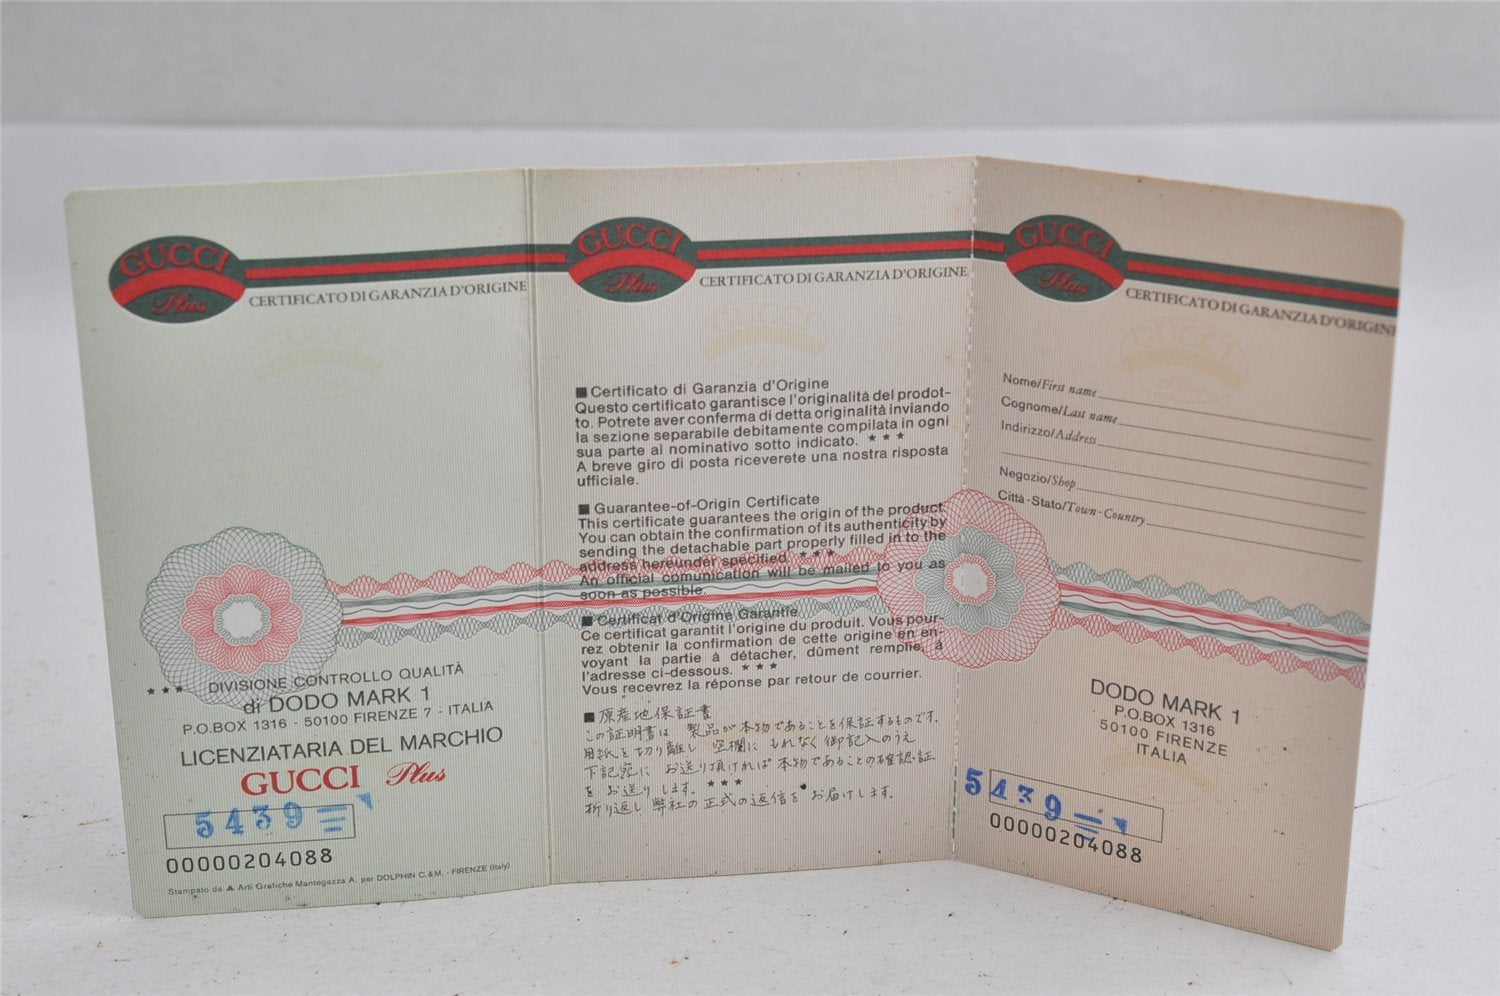 GUCCI
Plus
CERTIFICATO DI GARANZIA D'ORIGINE
★★★ DIVISIONE CONTROLLO QUALITÀ
di DODO MARK 1
P.O.BOX 1316 - 50100 FIRENZE 7 - ITALIA
LICENZIATARIA DEL MARCHIO
GUCCI Plus
5439
00000204088
Stampato da ▲ Arti Grafiche Mantegazza A. per DOLPHIN C.& M. - FIRENZE (Italy)
GUCCI
Plus
CERTIFICATO DI GARANZIA D'ORIGINE
GUCCI
Plus
■ Certificato di Garanzia d'Origine
Questo certificato garantisce l'originalità del prodot-
to. Potrete aver conferma di detta originalità inviando
la sezione separabile debitamente compilata in ogni
sua parte al nominativo sotto indicato. ★★★
A breve giro di posta riceverete una nostra risposta
ufficiale.
■ Guarantee-of-Origin Certificate
This certificate guarantees the origin of the product.
You can obtain the confirmation of its authenticity by
sending the detachable part properly filled in to the
address hereunder specified. ★★★
An official comunication will be mailed to you as
soon as possible.
■ Certificat d'Origine Garantie
Ce certificat garantit l'origine du produit. Vous pour-
rez obtenir la confirmation de cette origine en en-
voyant la partie à détacher, dûment remplie, à
l'adresse ci-dessous. ★★★
Vous recevrez la réponse par retour de courrier.
■ 原産地保証書
この証明書は 製品が本物であることを保証するものです.
用紙を切り離し 空欄に もれなく御記入のうえ
下記宛に お送り頂ければ本物であることの確認・証
を お送り します. ★★★
折り返し 弊社の正式の返信を お届けします.
GUCCI
Plus
CERTIFICATO DI GARANZIA D'ORIGINE
GUCCI
Plus
Nome/First name
Cognome/Last name
Indirizzo/Address
Negozio/Shop
Città-Stato/Town-Country
DODO MARK 1
P.O.BOX 1316
50100 FIRENZE
ITALIA
5439
00000204088